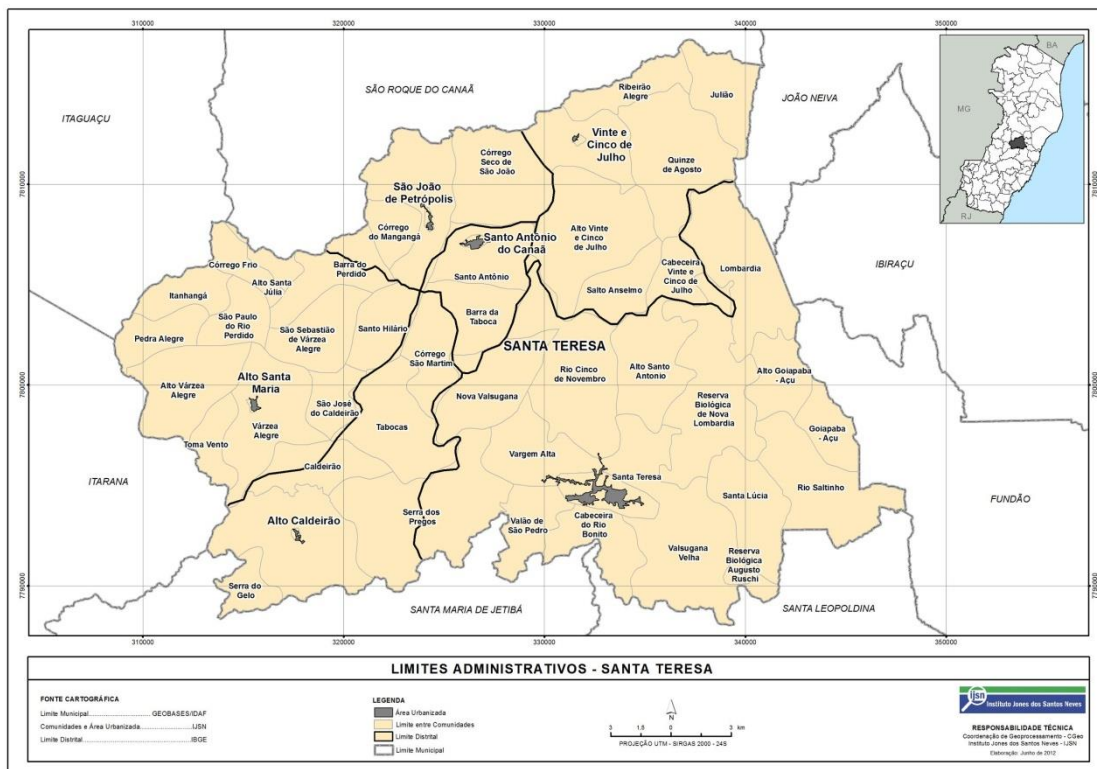 310000
320000
330000
340000
350000
7810000
7800000
7790000
7810000
7800000
7790000
BA
MG
RJ
ITAGUAÇU
SÃO ROQUE DO CANAÃ
JOÃO NEIVA
IBIRAÇU
FUNDÃO
ITARANA
SANTA MARIA DE JETIBÁ
SANTA LEOPOLDINA
Ribeirão
Alegre
Julião
Vinte e
Cinco
de Julho
Quinze
de Agosto
Córrego
Seco de
São João
São João
de Petrópolis
Córrego
do Mangangá
Santo Antônio
do Canaã
Alto Vinte
e Cinco
de Julho
Cabeceira
Vinte e
Cinco de
Julho
Lombardia
Córrego Frio
Barra do
Perdido
Santo Antônio
Salto Anselmo
Alto Santa
Júlia
Itanhangá
São Paulo
do Rio
Perdido
São Sebastião
de Várzea
Alegre
Santo Hilário
Barra da
Taboca
Pedra Alegre
SANTA TERESA
Córrego
São Martim
Rio Cinco
de Novembro
Alto Santo
Antonio
Alto Goiapaba
- Açu
Alto Santa
Maria
Alto Várzea
Alegre
São José
do Caldeirão
Nova Valsugana
Reserva
Biológica
de Nova
Lombardia
Várzea
Alegre
Tabocas
Goiapaba
- Açu
Toma Vento
Vargem Alta
Caldeirão
Santa Teresa
Rio Saltinho
Santa Lúcia
Alto Caldeirão
Serra dos
Pregos
Valão de
São Pedro
Cabeceira
do Rio
Bonito
Valsugana
Velha
Reserva
Biológica
Augusto
Ruschi
Serra do
Gelo
310000
320000
330000
340000
350000
LIMITES ADMINISTRATIVOS - SANTA TERESA
FONTE CARTOGRÁFICA
Limite Municipal............................ GEOBASES/IDAF
Comunidades e Área Urbanizada..................IJSN
Limite Distrital..............................................IBGE
LEGENDA
Área Urbanizada
Limite entre Comunidades
Limite Distrital
Limite Municipal
N
3 1,5 0 3 km
PROJEÇÃO UTM - SIRGAS 2000 - 24S
ijsn
Instituto Jones dos Santos Neves
RESPONSABILIDADE TÉCNICA
Coordenação de Geoprocessamento - CGeo
Instituto Jones dos Santos Neves - IJSN
Elaboração: Junho de 2012